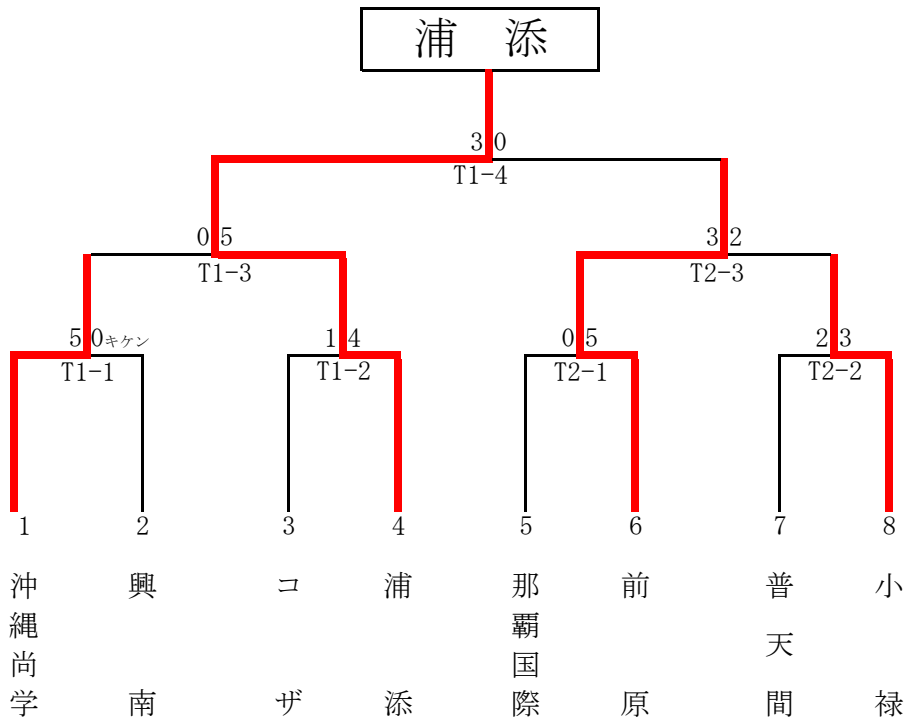 浦 添
3 0
T1-4
0 5
T1-3
3 2
T2-3
5 0キケン
T1-1
1 4
T1-2
0 5
T2-1
2 3
T2-2
1 2 3 4 5 6 7 8
沖縄尚学
興南
コザ
浦添
那覇国際
前原
普天間
小禄